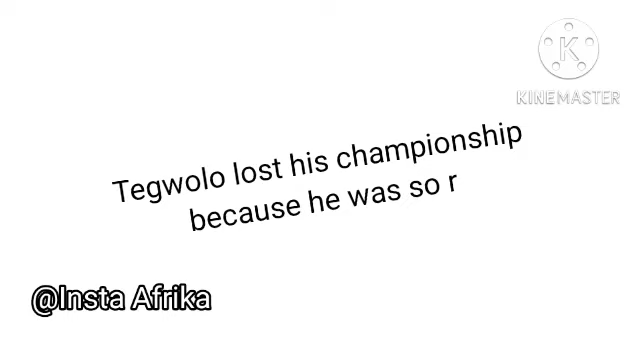 KINEMASTER
Tegwolo lost his championship
because he was so r
@Insta Afrika